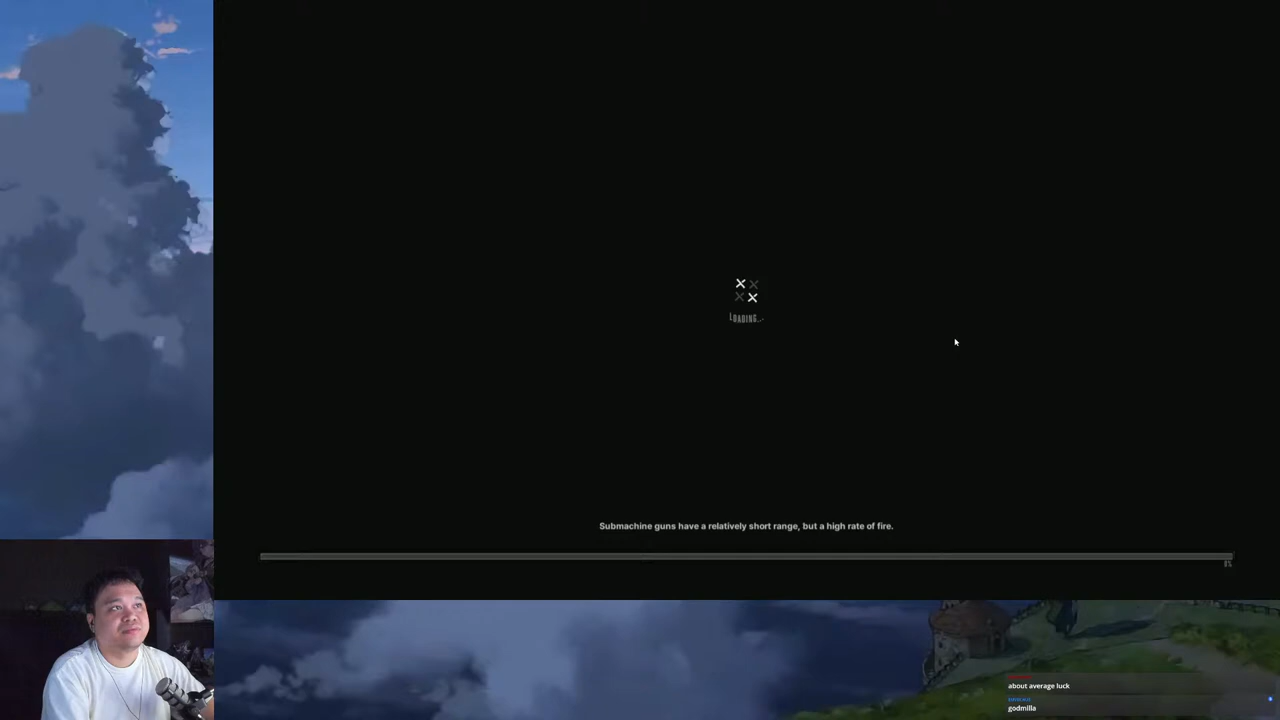 LOADING...
Submachine guns have a relatively short range, but a high rate of fire.
about average luck
godmilla